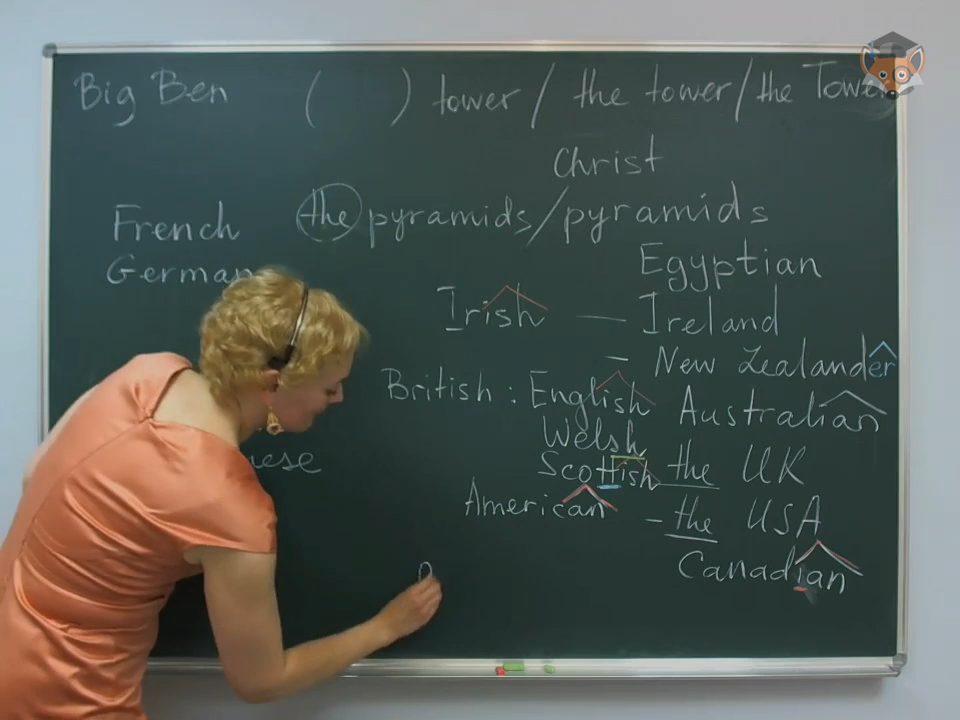 Big Ben ( ) tower / the tower / the Tower
Christ
French the pyramids / pyramids
German Egyptian
Irish — Ireland
– New Zealander
British : English Australian
Welsh
Scottish the UK
American – the USA
Canadian